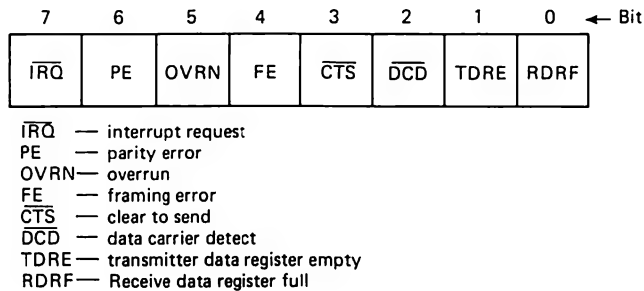 7 6 5 4 3 2 1 0 ← Bit
IRQ PE OVRN FE CTS DCD TDRE RDRF
IRQ — interrupt request
PE — parity error
OVRN — overrun
FE — framing error
CTS — clear to send
DCD — data carrier detect
TDRE — transmitter data register empty
RDRF — Receive data register full